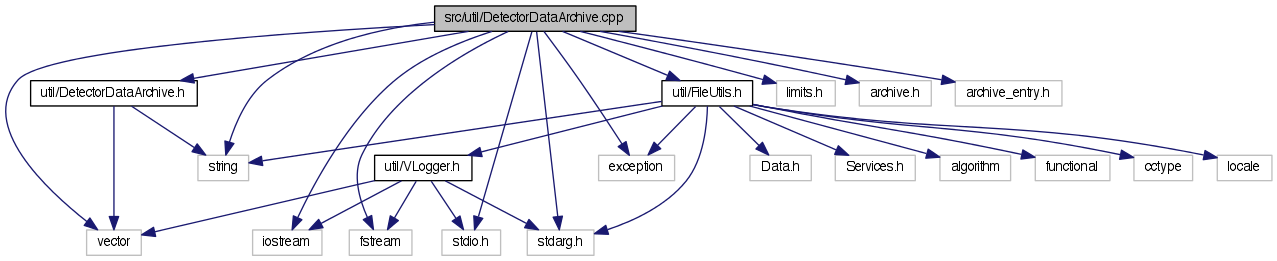 src/util/DetectorDataArchive.cpp
util/DetectorDataArchive.h
util/FileUtils.h
limits.h
archive.h
archive_entry.h
string
util/VLogger.h
exception
Data.h
Services.h
algorithm
functional
cctype
locale
vector
iostream
fstream
stdio.h
stdarg.h